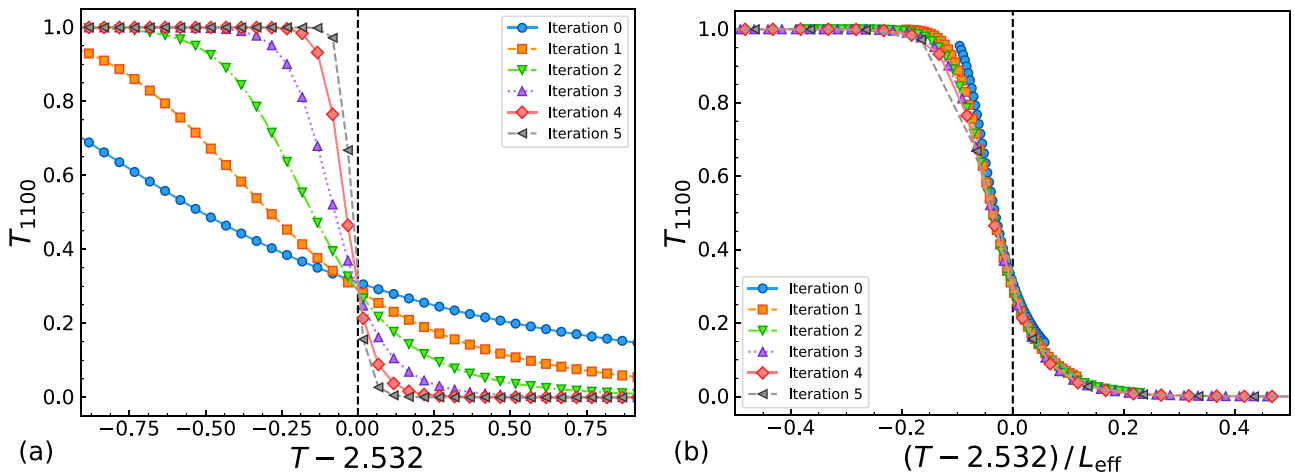 1.0
0.8
0.6
0.4
0.2
0.0
T1100
Iteration 0
Iteration 1
Iteration 2
Iteration 3
Iteration 4
Iteration 5
−0.75 −0.50 −0.25 0.00 0.25 0.50 0.75
(a) T − 2.532
1.0
0.8
0.6
0.4
0.2
0.0
T1100
Iteration 0
Iteration 1
Iteration 2
Iteration 3
Iteration 4
Iteration 5
−0.4 −0.2 0.0 0.2 0.4
(b) (T − 2.532) / Leff